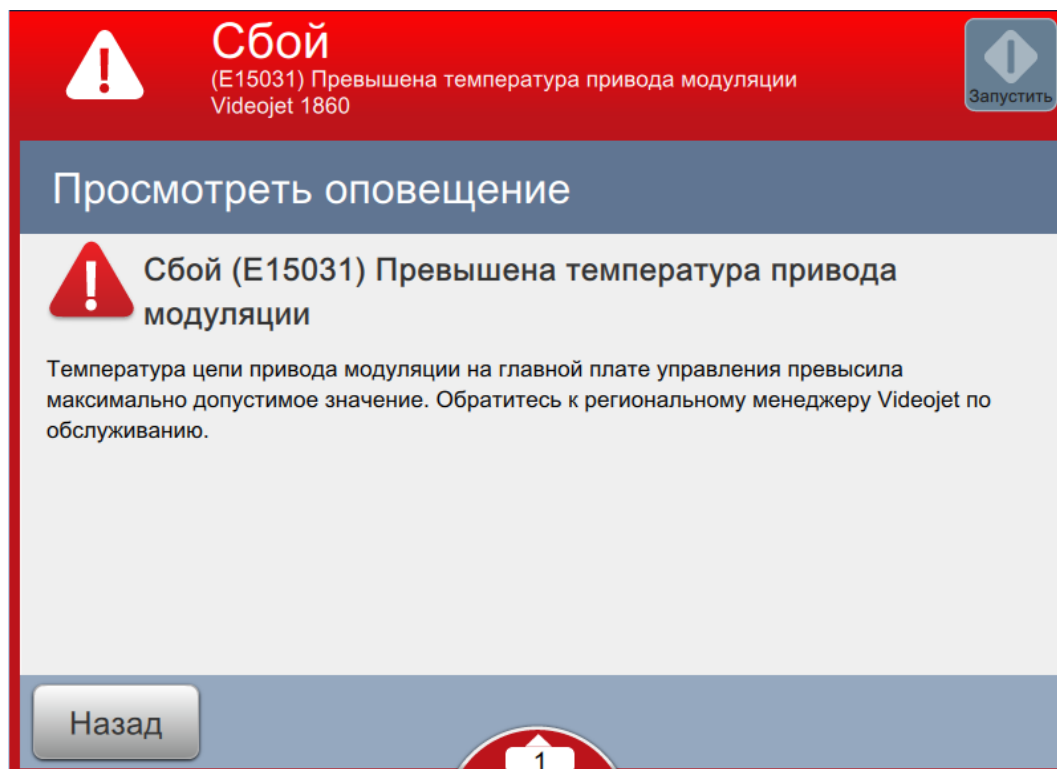 Сбой
(E15031) Превышена температура привода модуляции
Videojet 1860
Запустить
Просмотреть оповещение
Сбой (E15031) Превышена температура привода
модуляции
Температура цепи привода модуляции на главной плате управления превысила
максимально допустимое значение. Обратитесь к региональному менеджеру Videojet по
обслуживанию.
Назад
1